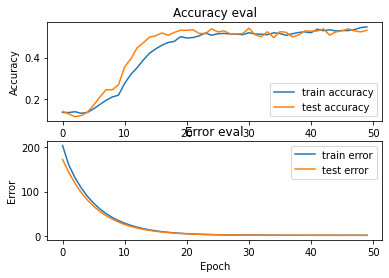 Accuracy eval
Accuracy
0.4
0.2
train accuracy
test accuracy
0 10 20 30 40 50
Error eval
Error
200
100
0
train error
test error
0 10 20 30 40 50
Epoch